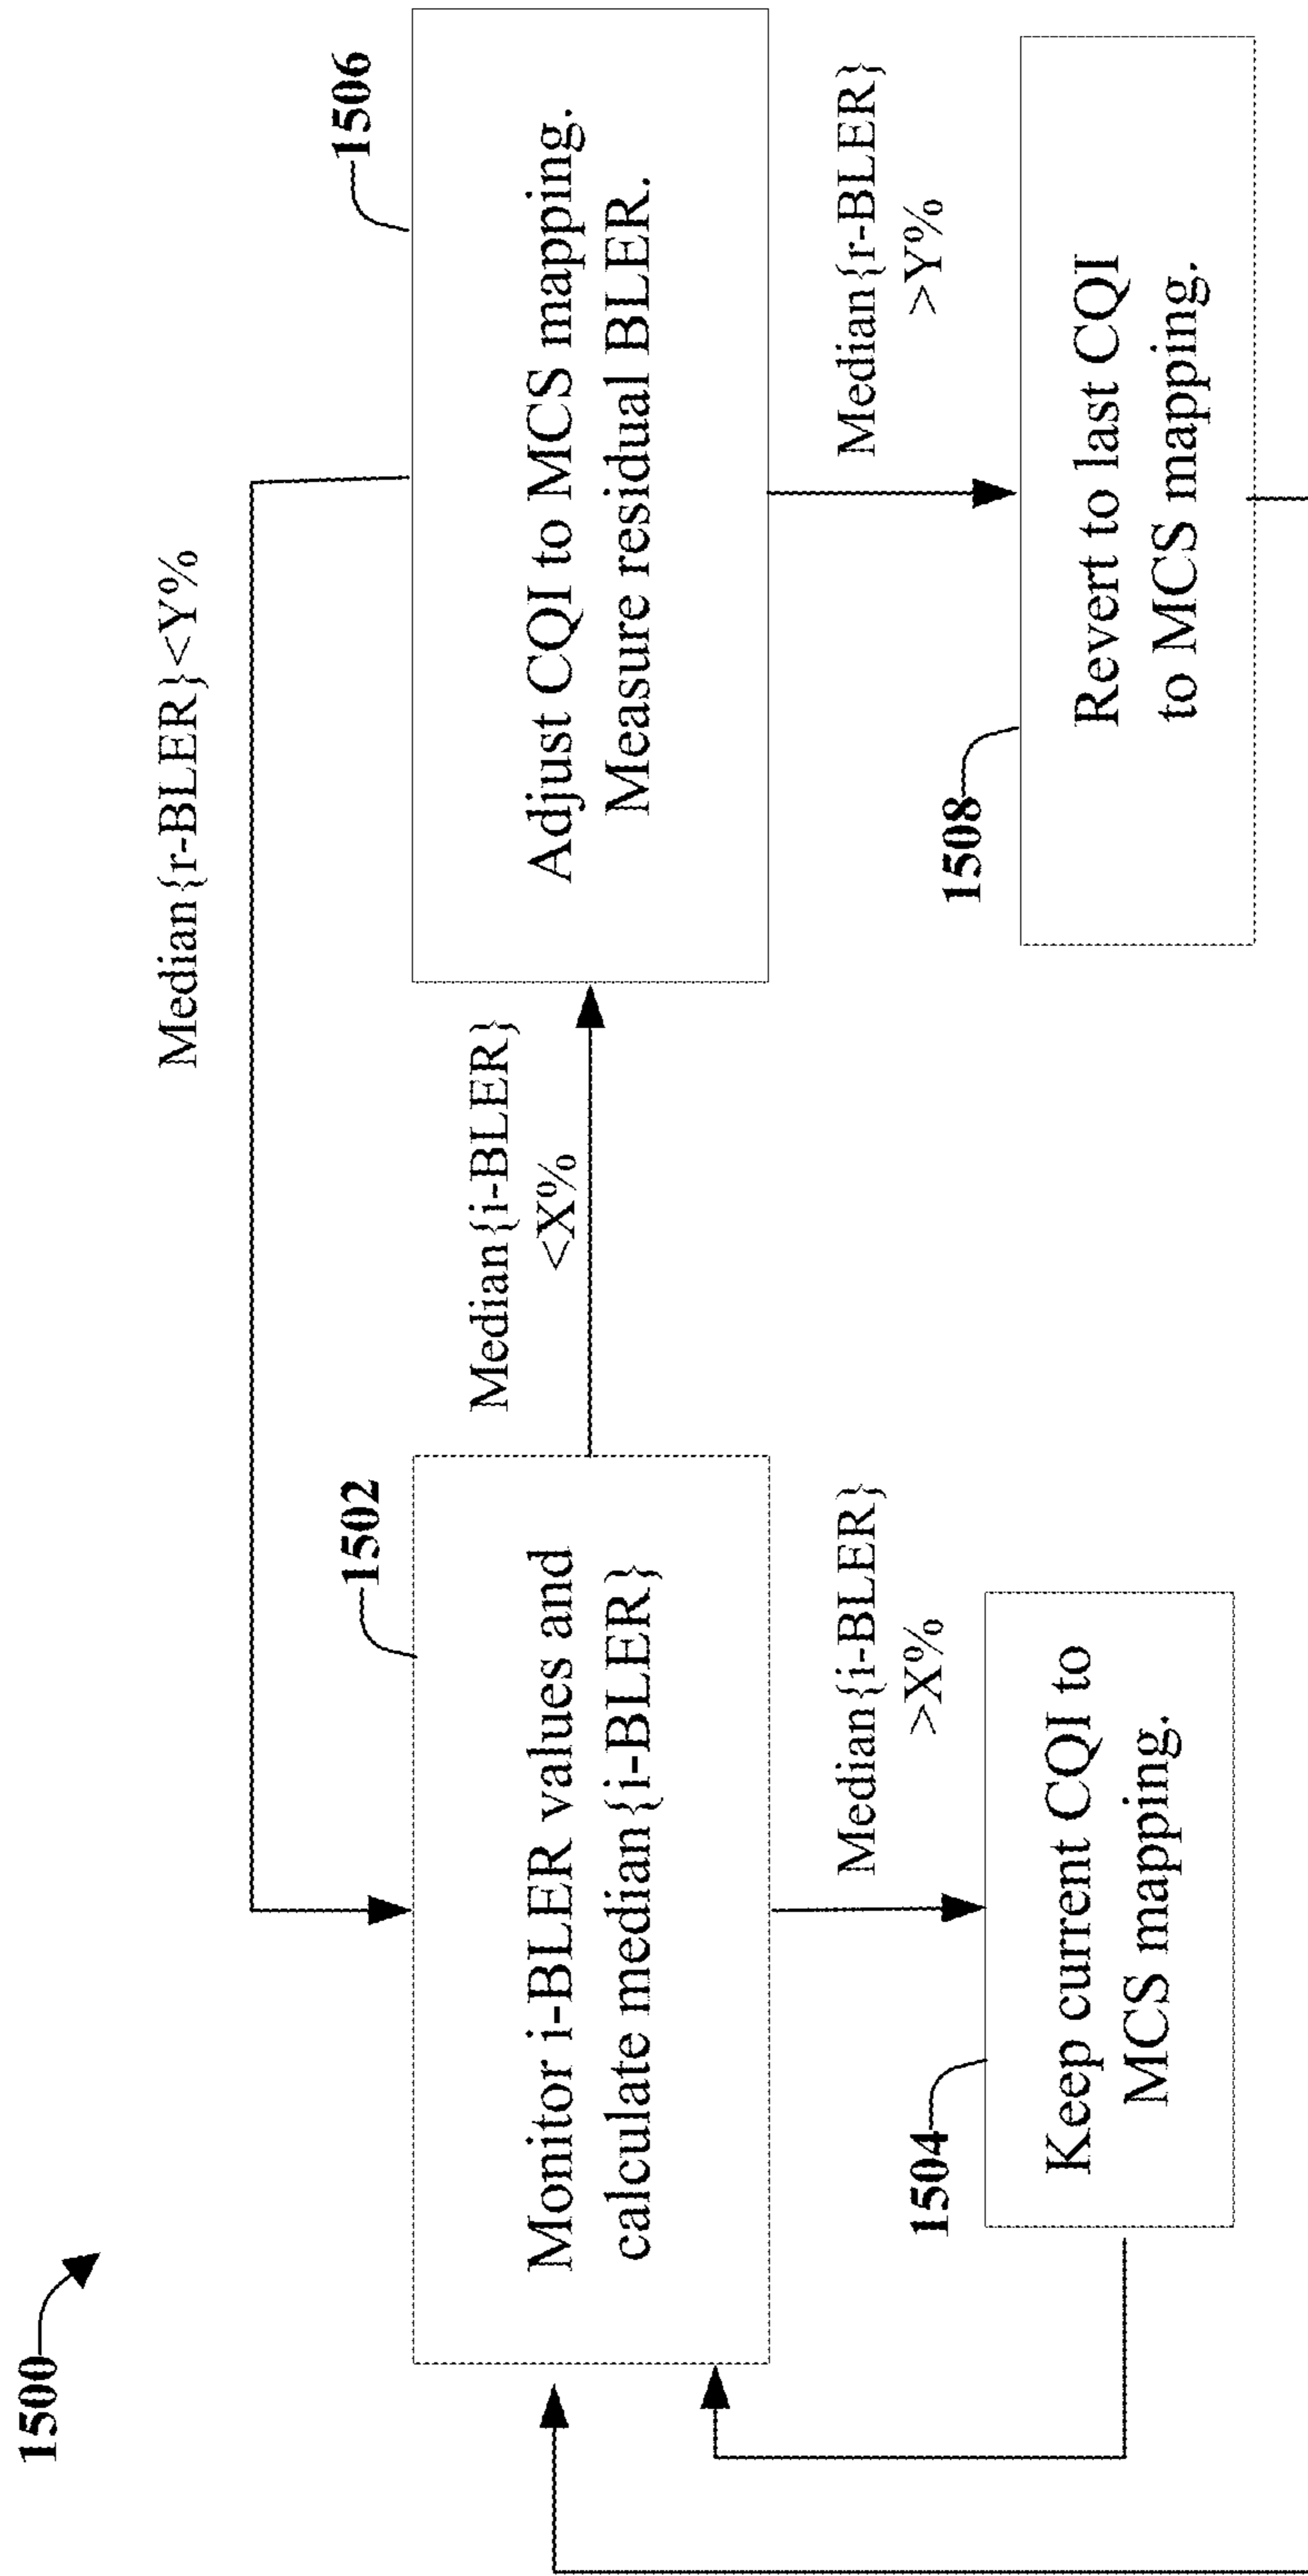 1500
Median{r-BLER}<Y%
1502
Monitor i-BLER values and
calculate median{i-BLER}
Median{i-BLER}
<X%
1506
Adjust CQI to MCS mapping.
Measure residual BLER.
Median{i-BLER}
>X%
Median{r-BLER}
>Y%
1504
Keep current CQI to
MCS mapping.
1508
Revert to last CQI
to MCS mapping.